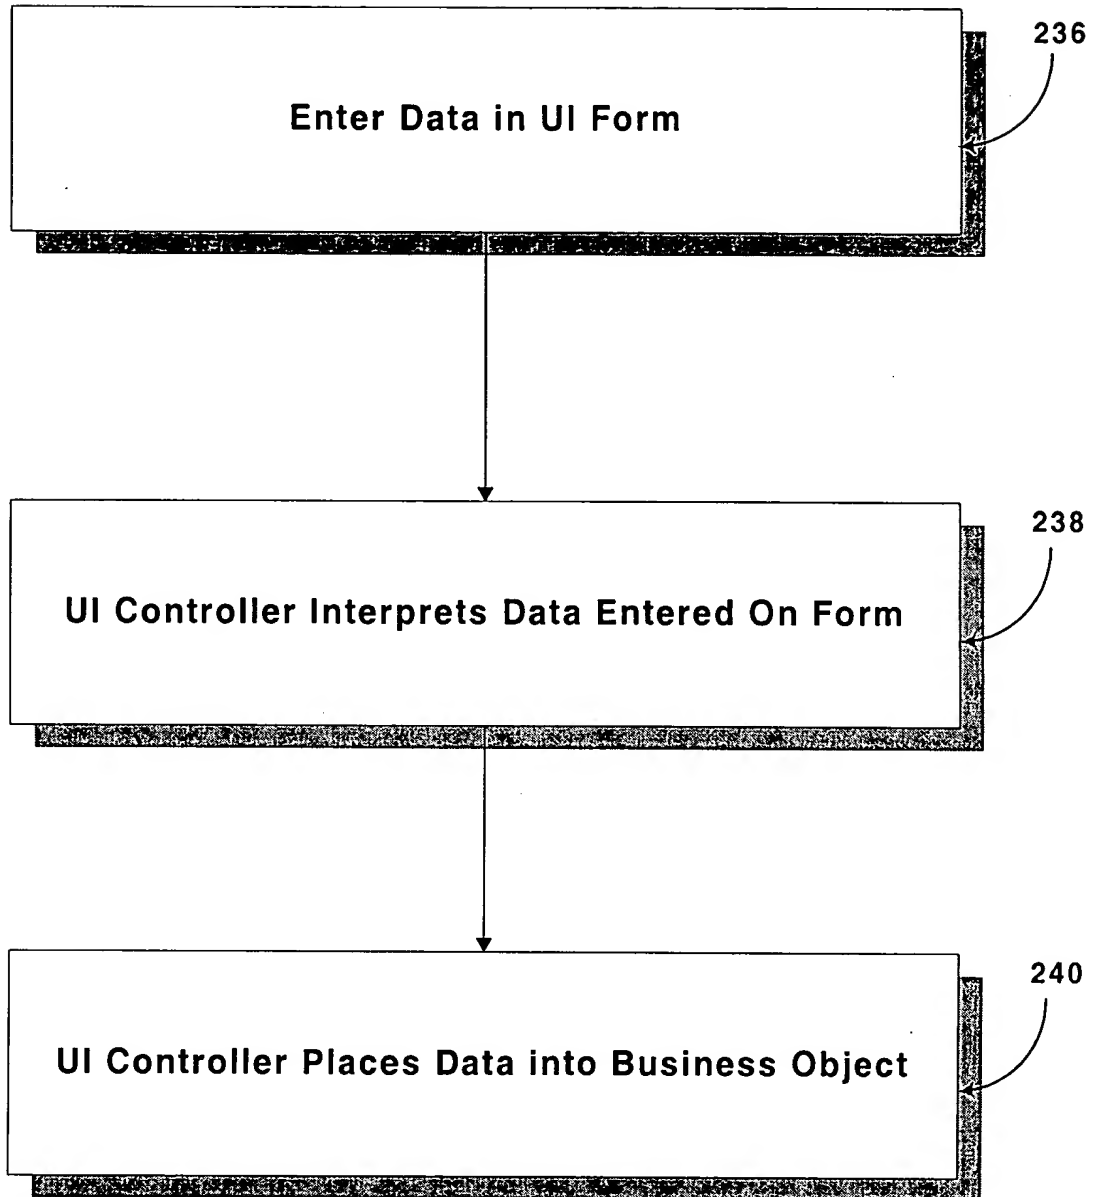 236
Enter Data in UI Form
238
UI Controller Interprets Data Entered On Form
240
UI Controller Places Data into Business Object